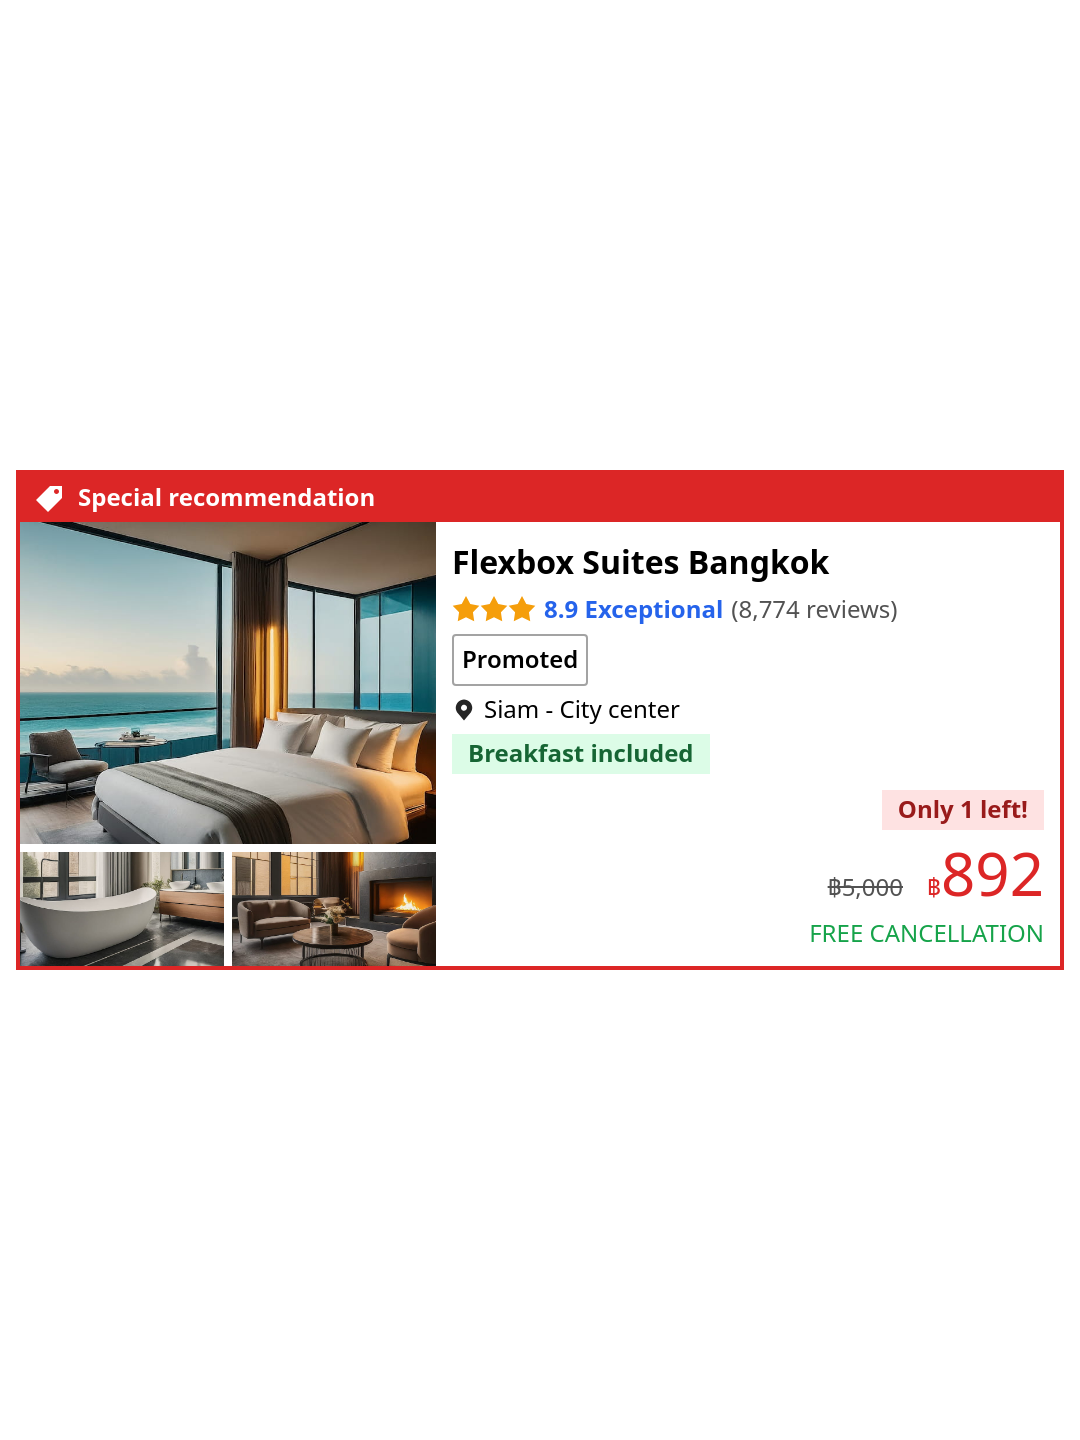 Special recommendation
Flexbox Suites Bangkok
8.9 Exceptional (8,774 reviews)
Promoted
Siam - City center
Breakfast included
Only 1 left!
฿5,000 ฿892
FREE CANCELLATION